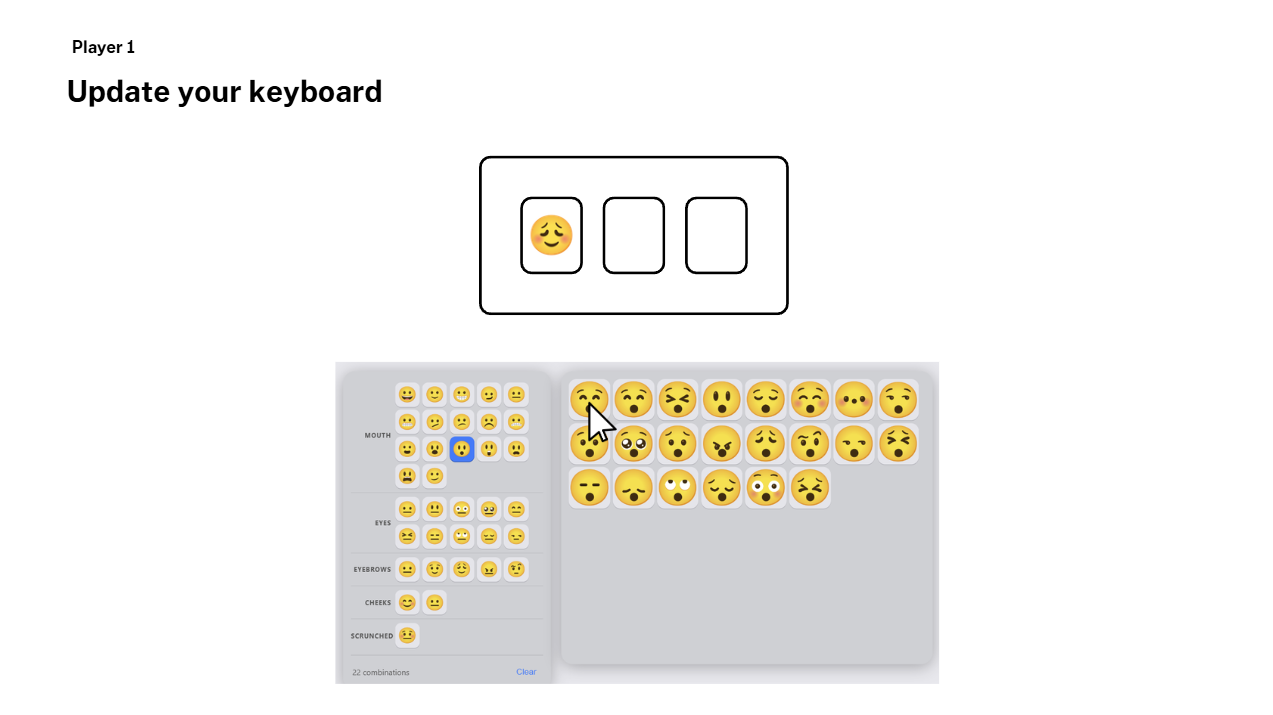 Player 1
Update your keyboard
MOUTH
EYES
EYEBROWS
CHEEKS
SCRUNCHED
22 combinations
Clear